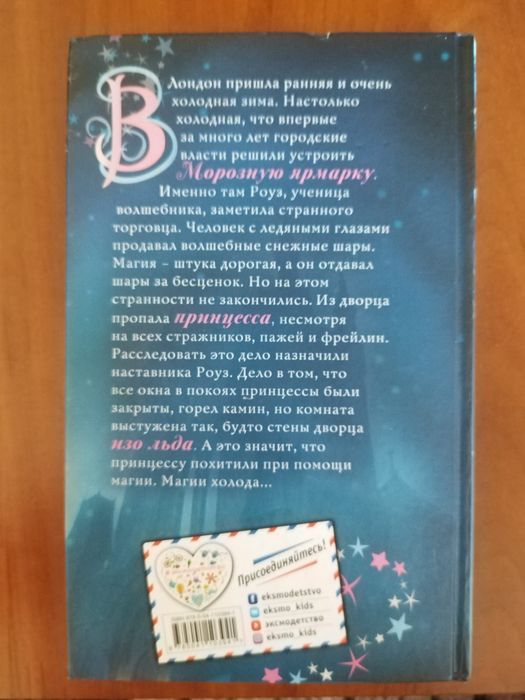 В Лондон пришла ранняя и очень
холодная зима. Настолько
холодная, что впервые
за много лет городские
власти решили устроить
Морозную ярмарку.
Именно там Роуз, ученица
волшебника, заметила странного
торговца. Человек с ледяными глазами
продавал волшебные снежные шары.
Магия – штука дорогая, а он отдавал
шары за бесценок. Но на этом
странности не закончились. Из дворца
пропала принцесса, несмотря
на всех стражников, пажей и фрейлин.
Расследовать это дело назначили
наставника Роуз. Дело в том, что
все окна в покоях принцессы были
закрыты, горел камин, но комната
выстужена так, будто стены дворца
изо льда. А это значит, что
принцессу похитили при помощи
магии. Магии холода...
Присоединяйтесь!
eksmodetstvo
eksmo_kids
эксмодетство
eksmo_kids